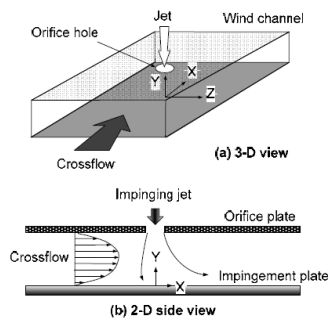 Jet
Wind channel
Orifice hole
Y
X
Z
Crossflow
(a) 3-D view
Impinging jet
Orifice plate
Crossflow
Y
X
Impingement plate
(b) 2-D side view